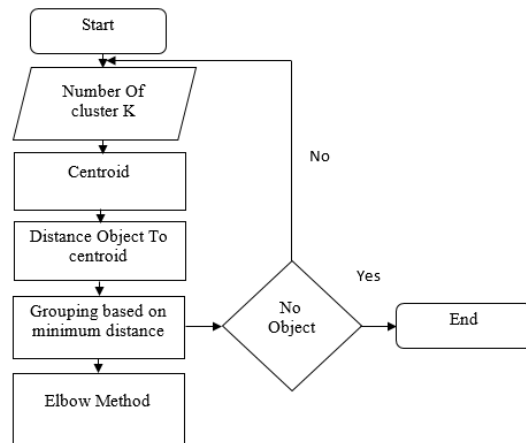 Start
Number Of
cluster K
Centroid
Distance Object To
centroid
Grouping based on
minimum distance
Elbow Method
No
Object
No
Yes
End